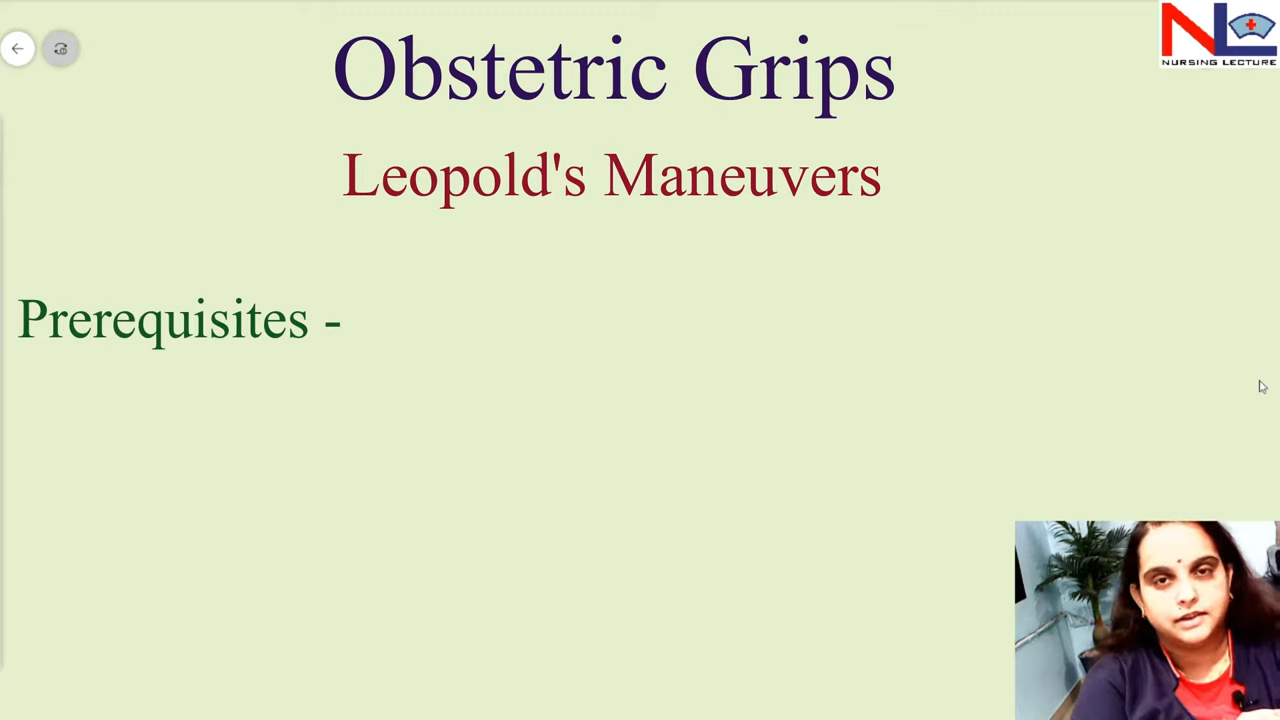 Obstetric Grips
NURSING LECTURE
Leopold's Maneuvers
Prerequisites -